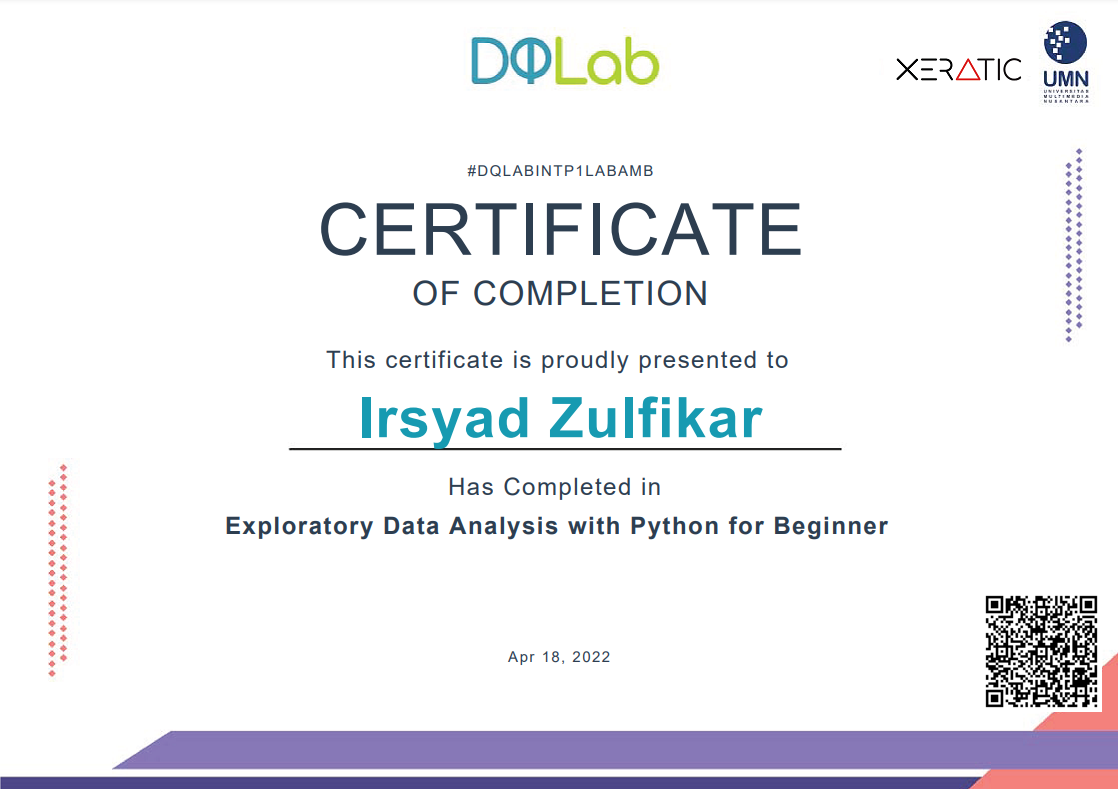 DQLab
XERATIC
UMN
UNIVERSITAS
MULTIMEDIA
NUSANTARA
#DQLABINTP1LABAMB
CERTIFICATE
OF COMPLETION
This certificate is proudly presented to
Irsyad Zulfikar
Has Completed in
Exploratory Data Analysis with Python for Beginner
Apr 18, 2022